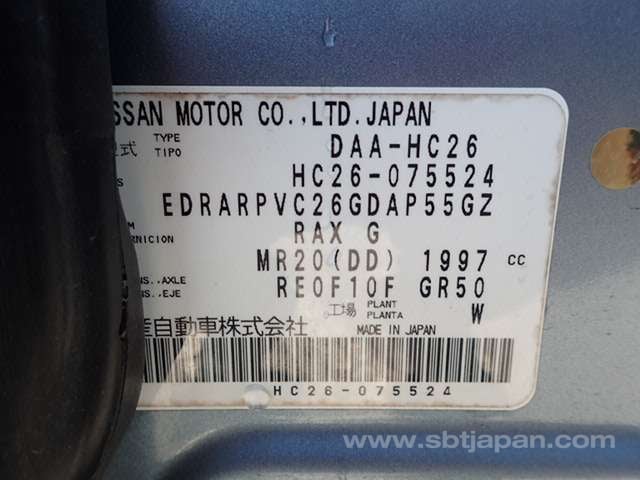 SSAN MOTOR CO.,LTD.JAPAN
式 TYPE TIPO DAA-HC26
HC26-075524
EDRARPVC26GDAP55GZ
RNICION RAX G
MR20(DD) 1997 CC
NS.,AXLE
NS.,EJE RE0F10F GR50
工場 PLANT PLANTA W
産自動車株式会社 MADE IN JAPAN
HC26-075524
www.sbtjapan.com